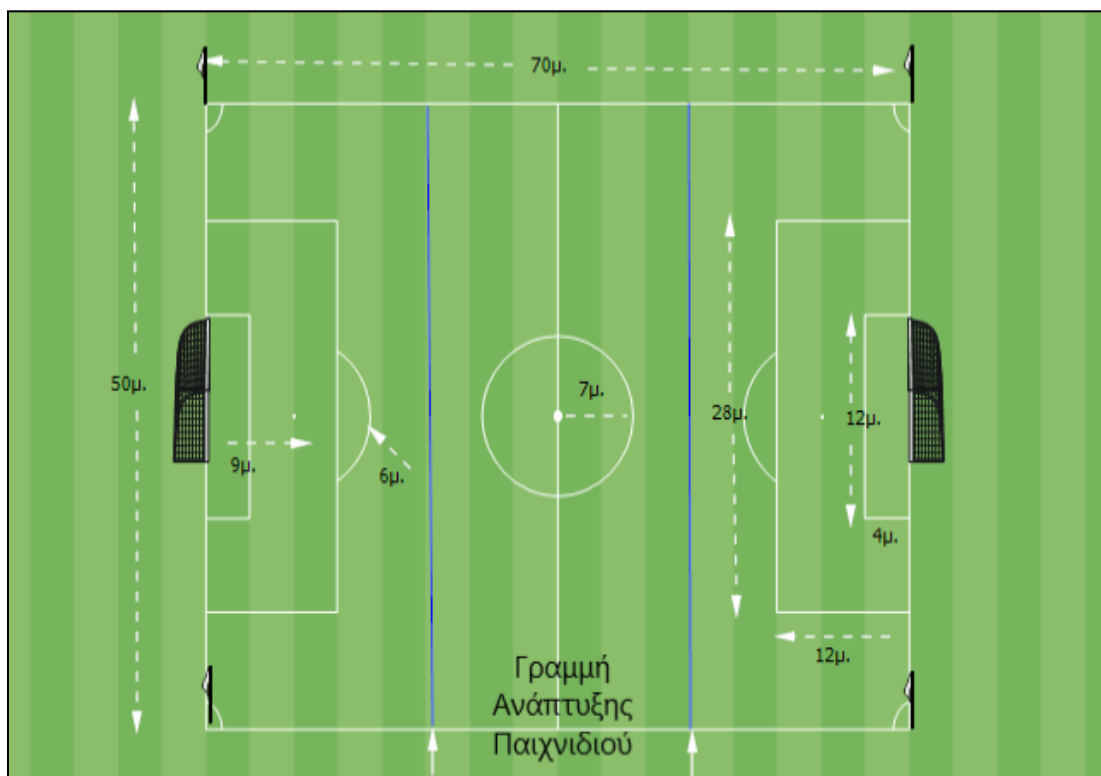 70μ.
50μ.
7μ.
28μ.
12μ.
9μ.
6μ.
4μ.
12μ.
Γραμμή
Ανάπτυξης
Παιχνιδιού